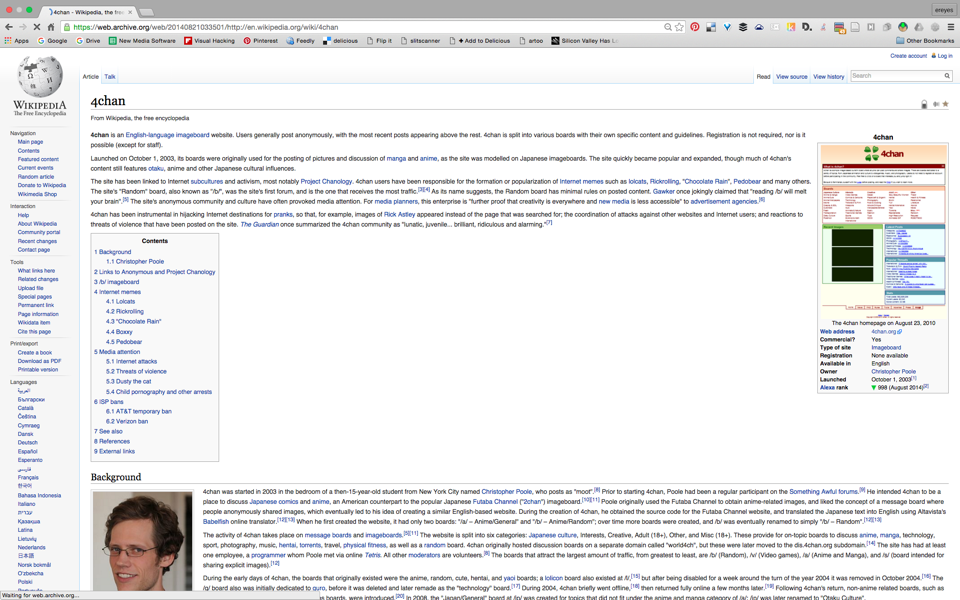 4chan - Wikipedia, the free
ereyes
https://web.archive.org/web/20140821033501/http://en.wikipedia.org/wiki/4chan
Apps Google Drive New Media Software Visual Hacking Pinterest Feedly delicious Flip it slitscanner + Add to Delicious artoo Silicon Valley Has Lo Other Bookmarks
Create account Log in
Article Talk Read View source View history Search
WIKIPEDIA
The Free Encyclopedia
Navigation
Main page
Contents
Featured content
Current events
Random article
Donate to Wikipedia
Wikimedia Shop
Interaction
Help
About Wikipedia
Community portal
Recent changes
Contact page
Tools
What links here
Related changes
Upload file
Special pages
Permanent link
Page information
Wikidata item
Cite this page
Print/export
Create a book
Download as PDF
Printable version
Languages
العربية
Български
Català
Čeština
Cymraeg
Dansk
Deutsch
Español
Esperanto
فارسی
Français
한국어
Bahasa Indonesia
Italiano
עברית
Қазақша
Latina
Lietuvių
Nederlands
日本語
Norsk bokmål
O'zbekcha
Polski
4chan
From Wikipedia, the free encyclopedia
4chan is an English-language imageboard website. Users generally post anonymously, with the most recent posts appearing above the rest. 4chan is split into various boards with their own specific content and guidelines. Registration is not required, nor is it
possible (except for staff).
Launched on October 1, 2003, its boards were originally used for the posting of pictures and discussion of manga and anime, as the site was modelled on Japanese imageboards. The site quickly became popular and expanded, though much of 4chan's
content still features otaku, anime and other Japanese cultural influences.
The site has been linked to Internet subcultures and activism, most notably Project Chanology. 4chan users have been responsible for the formation or popularization of Internet memes such as lolcats, Rickrolling, "Chocolate Rain", Pedobear and many others.
The site's "Random" board, also known as "/b/", was the site's first forum, and is the one that receives the most traffic.[3][4] As its name suggests, the Random board has minimal rules on posted content. Gawker once jokingly claimed that "reading /b/ will melt
your brain".[5] The site's anonymous community and culture have often provoked media attention. For media planners, this enterprise is "further proof that creativity is everywhere and new media is less accessible" to advertisement agencies.[6]
4chan has been instrumental in hijacking Internet destinations for pranks, so that, for example, images of Rick Astley appeared instead of the page that was searched for; the coordination of attacks against other websites and Internet users; and reactions to
threats of violence that have been posted on the site. The Guardian once summarized the 4chan community as "lunatic, juvenile... brilliant, ridiculous and alarming."[7]
Contents
1 Background
1.1 Christopher Poole
2 Links to Anonymous and Project Chanology
3 /b/ imageboard
4 Internet memes
4.1 Lolcats
4.2 Rickrolling
4.3 "Chocolate Rain"
4.4 Boxxy
4.5 Pedobear
5 Media attention
5.1 Internet attacks
5.2 Threats of violence
5.3 Dusty the cat
5.4 Child pornography and other arrests
6 ISP bans
6.1 AT&T temporary ban
6.2 Verizon ban
7 See also
8 References
9 External links
4chan
4chan
The 4chan homepage on August 23, 2010
Web address 4chan.org
Commercial? Yes
Type of site Imageboard
Registration None available
Available in English
Owner Christopher Poole
Launched October 1, 2003[1]
Alexa rank 998 (August 2014)[2]
Background
4chan was started in 2003 in the bedroom of a then-15-year-old student from New York City named Christopher Poole, who posts as "moot".[8] Prior to starting 4chan, Poole had been a regular participant on the Something Awful forums.[9] He intended 4chan to be a
place to discuss Japanese comics and anime, an American counterpart to the popular Japanese Futaba Channel ("2chan") imageboard.[10][11] Poole originally used the Futaba Channel to obtain anime-related images, and liked the concept of a message board where
people anonymously shared images, which eventually led to his idea of creating a similar English-based website. During the creation of 4chan, he obtained the source code for the Futaba Channel website, and translated the Japanese text into English using Altavista's
Babelfish online translator.[12][13] When he first created the website, it had only two boards: "/a/ – Anime/General" and "/b/ – Anime/Random"; over time more boards were created, and /b/ was eventually renamed to simply "/b/ – Random".[12][13]
The activity of 4chan takes place on message boards and imageboards.[5][11] The website is split into six categories: Japanese culture, Interests, Creative, Adult (18+), Other, and Misc (18+). These provide for on-topic boards to discuss anime, manga, technology,
sport, photography, music, hentai, torrents, travel, physical fitness, as well as a random board. 4chan originally hosted discussion boards on a separate domain called "world4ch", but these were later moved to the dis.4chan.org subdomain.[14] The site has had at least
one employee, a programmer whom Poole met via online Tetris. All other moderators are volunteers.[8] The boards that attract the largest amount of traffic, from greatest to least, are /b/ (Random), /v/ (Video games), /s/ (Anime and Manga), and /s/ (board intended for
sharing explicit images).[12]
During the early days of 4chan, the boards that originally existed were the anime, random, cute, hentai, and yaoi boards; a lolicon board also existed at /l/,[15] but after being disabled for a week around the turn of the year 2004 it was removed in October 2004.[16] The
/g/ board also was initially dedicated to guro, before it was deleted and later remade as the "technology" board.[17] During 2004, 4chan briefly went offline,[18] then returned fully online a few months later.[19] Following 4chan's return, non-anime related boards, such as
boards, were introduced.[20] In 2008, the "Japan/General" board at /jp/ was created for topics that did not fit under the anime and manga category of /a/; /jp/ was later renamed to "Otaku Culture".
Waiting for web.archive.org...